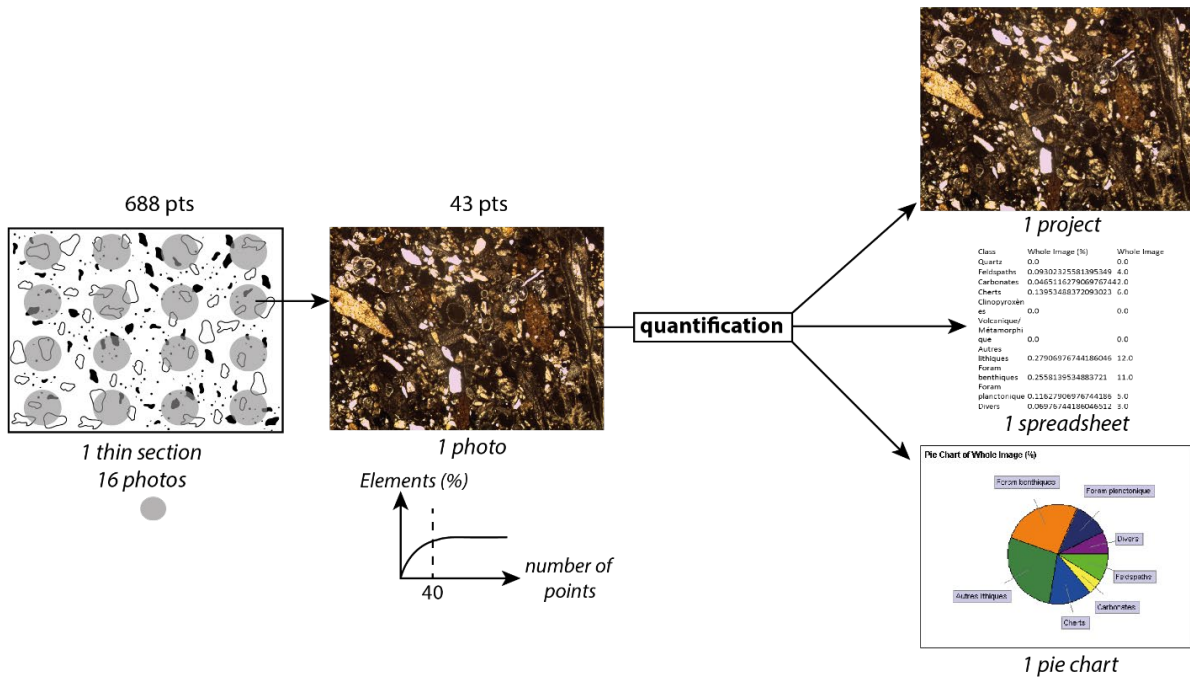 688 pts
1 thin section
16 photos
43 pts
1 photo
Elements (%)
40
number of
points
quantification
1 project
Class Whole Image (%) Whole Image
Quartz 0.0 0.0
Feldspaths 0.09302325581395349 4.0
Carbonates 0.046511627906976744 2.0
Cherts 0.13953488372093023 6.0
Clinopyroxèn
es 0.0 0.0
Volcanique/
Métamorphi
que 0.0 0.0
Autres
lithiques 0.27906976744186046 12.0
Foram
benthiques 0.2558139534883721 11.0
Foram
planctonique 0.11627906976744186 5.0
Divers 0.06976744186046512 3.0
1 spreadsheet
Pie Chart of Whole Image (%)
Foram benthiques
Foram planctonique
Divers
Feldspaths
Carbonates
Cherts
Autres lithiques
1 pie chart